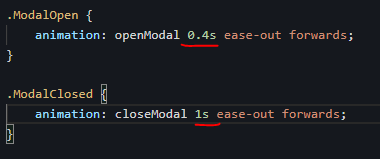 .ModalOpen {
animation: openModal 0.4s ease-out forwards;
}
.ModalClosed {
animation: closeModal 1s ease-out forwards;
}